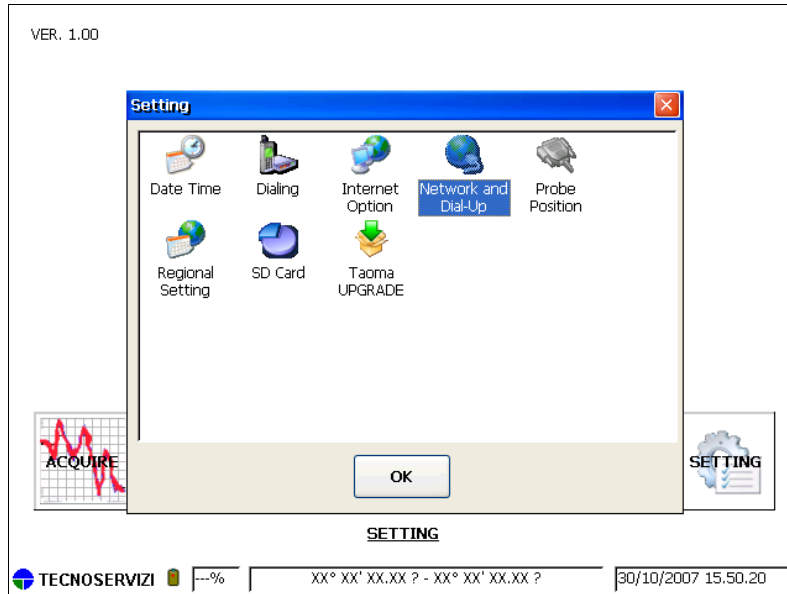 VER. 1.00
Setting
Date Time
Dialing
Internet
Option
Network and
Dial-Up
Probe
Position
Regional
Setting
SD Card
Taoma
UPGRADE
ACQUIRE
SETTING
OK
SETTING
TECNOSERVIZI ---% XX° XX' XX.XX ? - XX° XX' XX.XX ? 30/10/2007 15.50.20